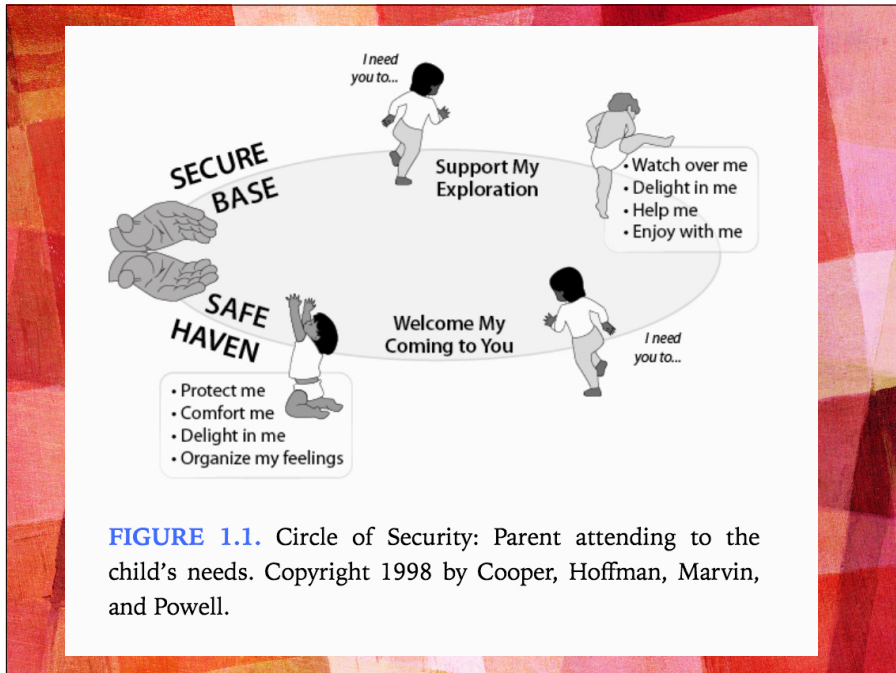 I need
you to...
SECURE
BASE
Support My
Exploration
• Watch over me
• Delight in me
• Help me
• Enjoy with me
SAFE
HAVEN
Welcome My
Coming to You
I need
you to...
• Protect me
• Comfort me
• Delight in me
• Organize my feelings
FIGURE 1.1. Circle of Security: Parent attending to the
child’s needs. Copyright 1998 by Cooper, Hoffman, Marvin,
and Powell.